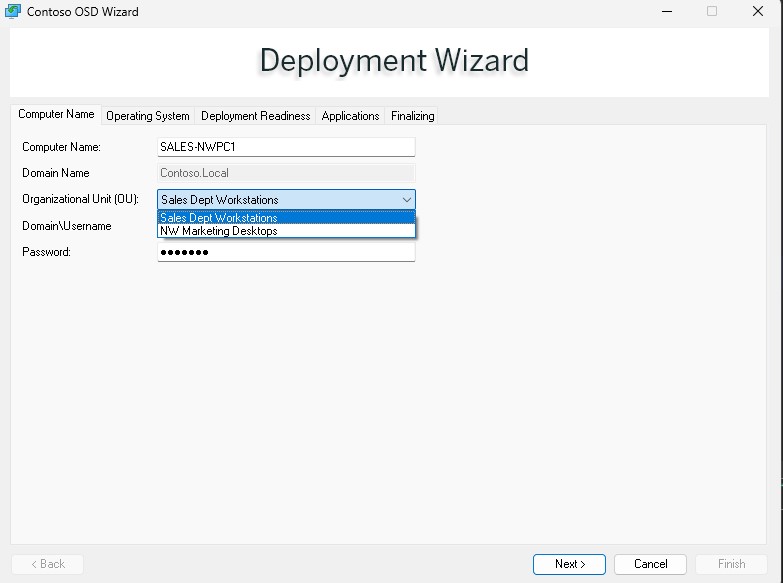 Contoso OSD Wizard
Deployment Wizard
Computer Name Operating System Deployment Readiness Applications Finalizing
Computer Name: SALES-NWPC1
Domain Name Contoso.Local
Organizational Unit (OU): Sales Dept Workstations
Sales Dept Workstations
Domain\Username NW Marketing Desktops
Password: ●●●●●●●
< Back Next > Cancel Finish